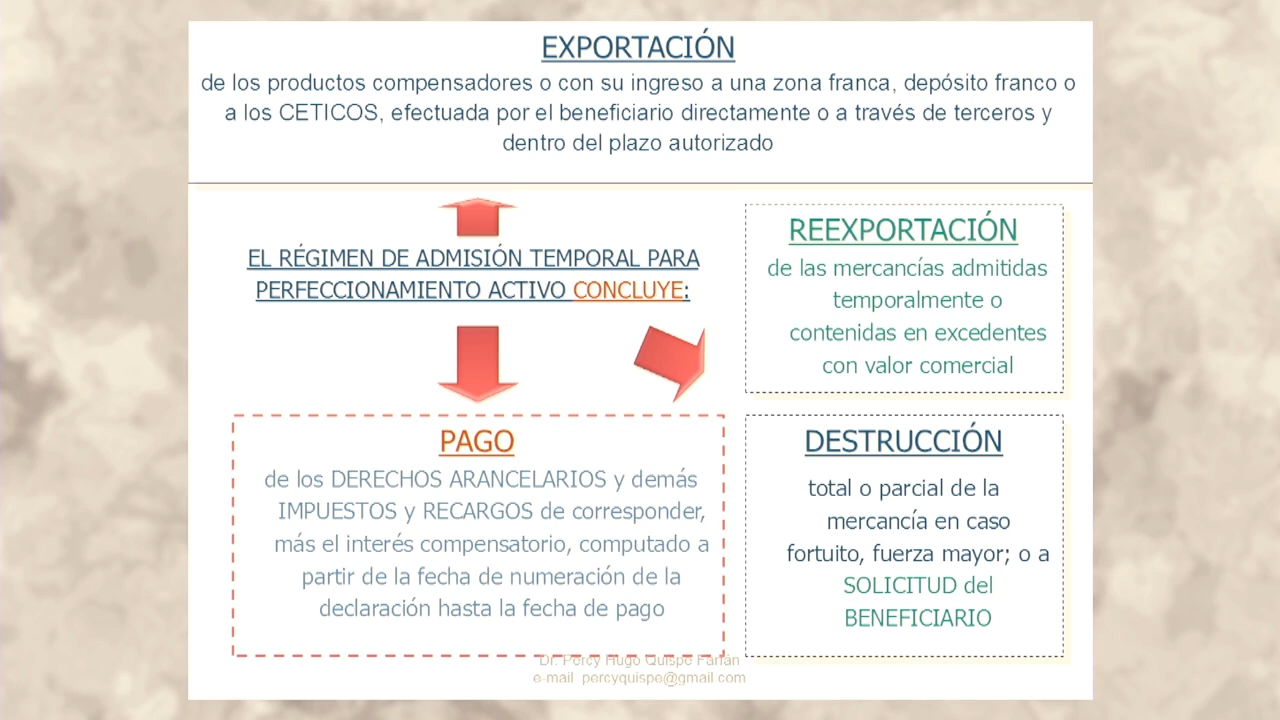 EXPORTACIÓN
de los productos compensadores o con su ingreso a una zona franca, depósito franco o
a los CETICOS, efectuada por el beneficiario directamente o a través de terceros y
dentro del plazo autorizado
EL RÉGIMEN DE ADMISIÓN TEMPORAL PARA
PERFECCIONAMIENTO ACTIVO CONCLUYE:
REEXPORTACIÓN
de las mercancías admitidas
temporalmente o
contenidas en excedentes
con valor comercial
PAGO
de los DERECHOS ARANCELARIOS y demás
IMPUESTOS y RECARGOS de corresponder,
más el interés compensatorio, computado a
partir de la fecha de numeración de la
declaración hasta la fecha de pago
DESTRUCCIÓN
total o parcial de la
mercancía en caso
fortuito, fuerza mayor; o a
SOLICITUD del
BENEFICIARIO
Dr. Percy Hugo Quispe Farfán
e-mail percyquispe@gmail.com